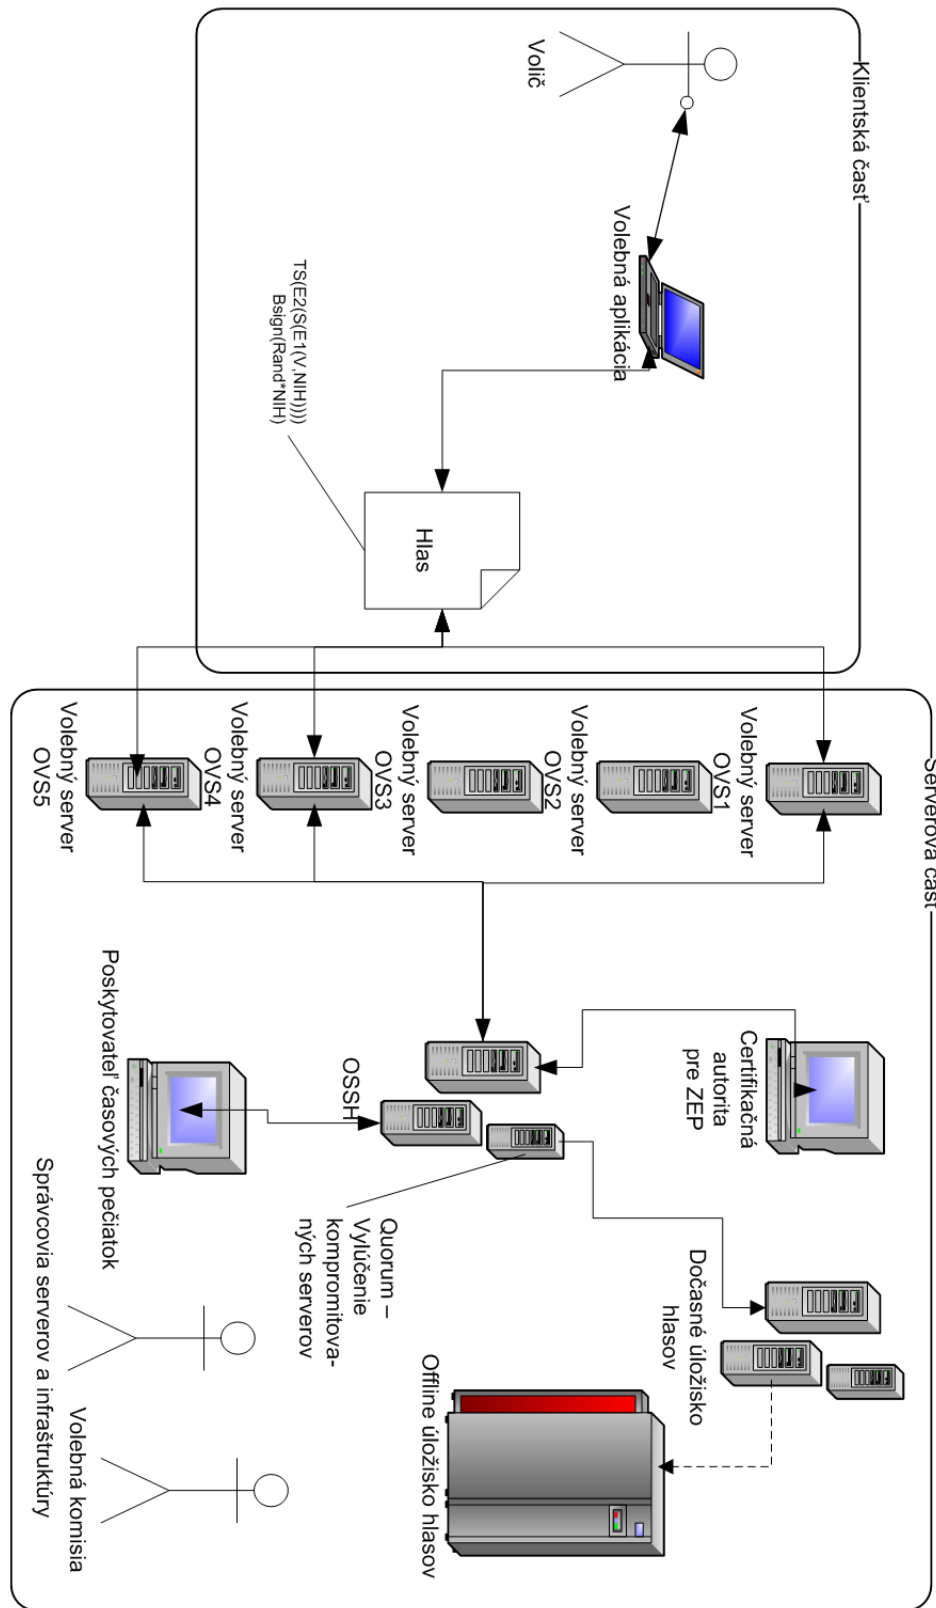 Klientská časť
Volič
Volebná aplikácia
TS(E2(S(E1(V,NIH))))
Bsign(Rand*NIH)
Hlas
Serverová časť
Volebný server
OVS1
Volebný server
OVS2
Volebný server
OVS3
Volebný server
OVS4
Volebný server
OVS5
Certifikačná
autorita
pre ZEP
OSSH
Poskytovateľ časových pečiatok
Quorum –
Vylúčenie
kompromitova-
ných serverov
Dočasné úložisko
hlasov
Offline úložisko hlasov
Správcovia serverov a infraštruktúry
Volebná komisia